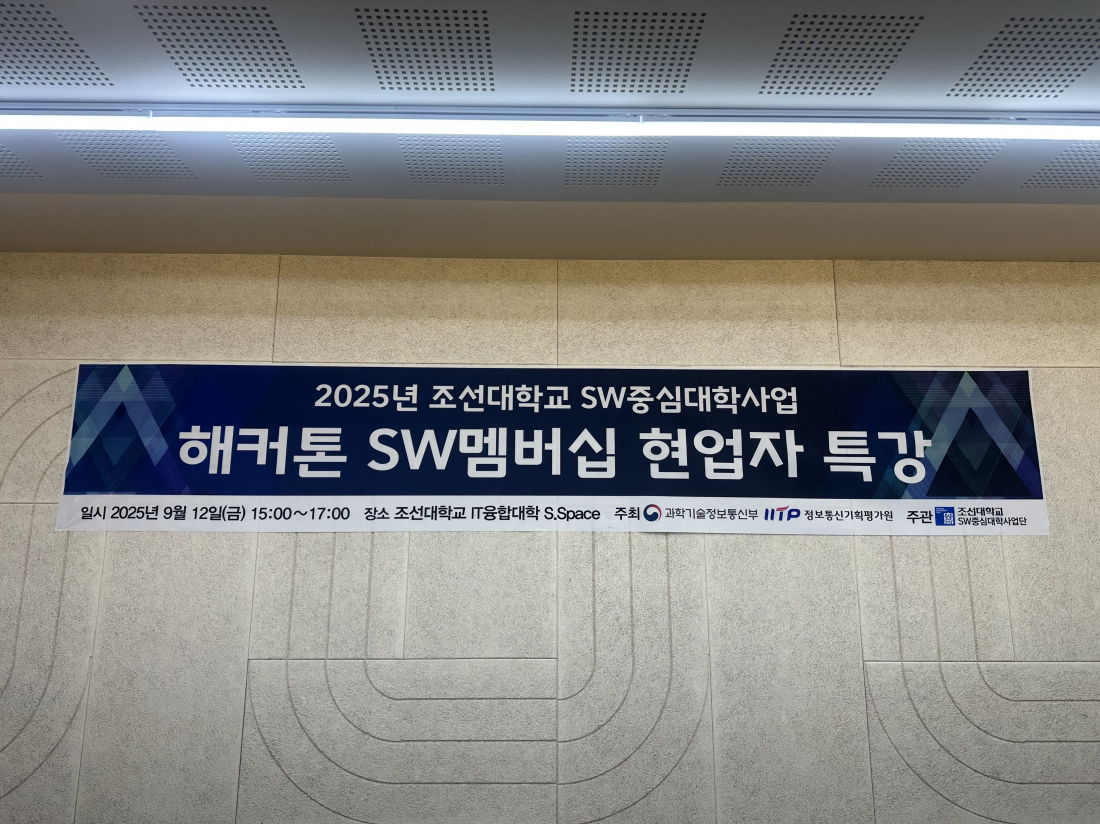 2025년 조선대학교 SW중심대학사업
해커톤 SW멤버십 현업자 특강
일시 2025년 9월 12일(금) 15:00～17:00 장소 조선대학교 IT융합대학 S.Space 주최 과학기술정보통신부 IITP 정보통신기획평가원 주관 조선대학교
SW중심대학사업단